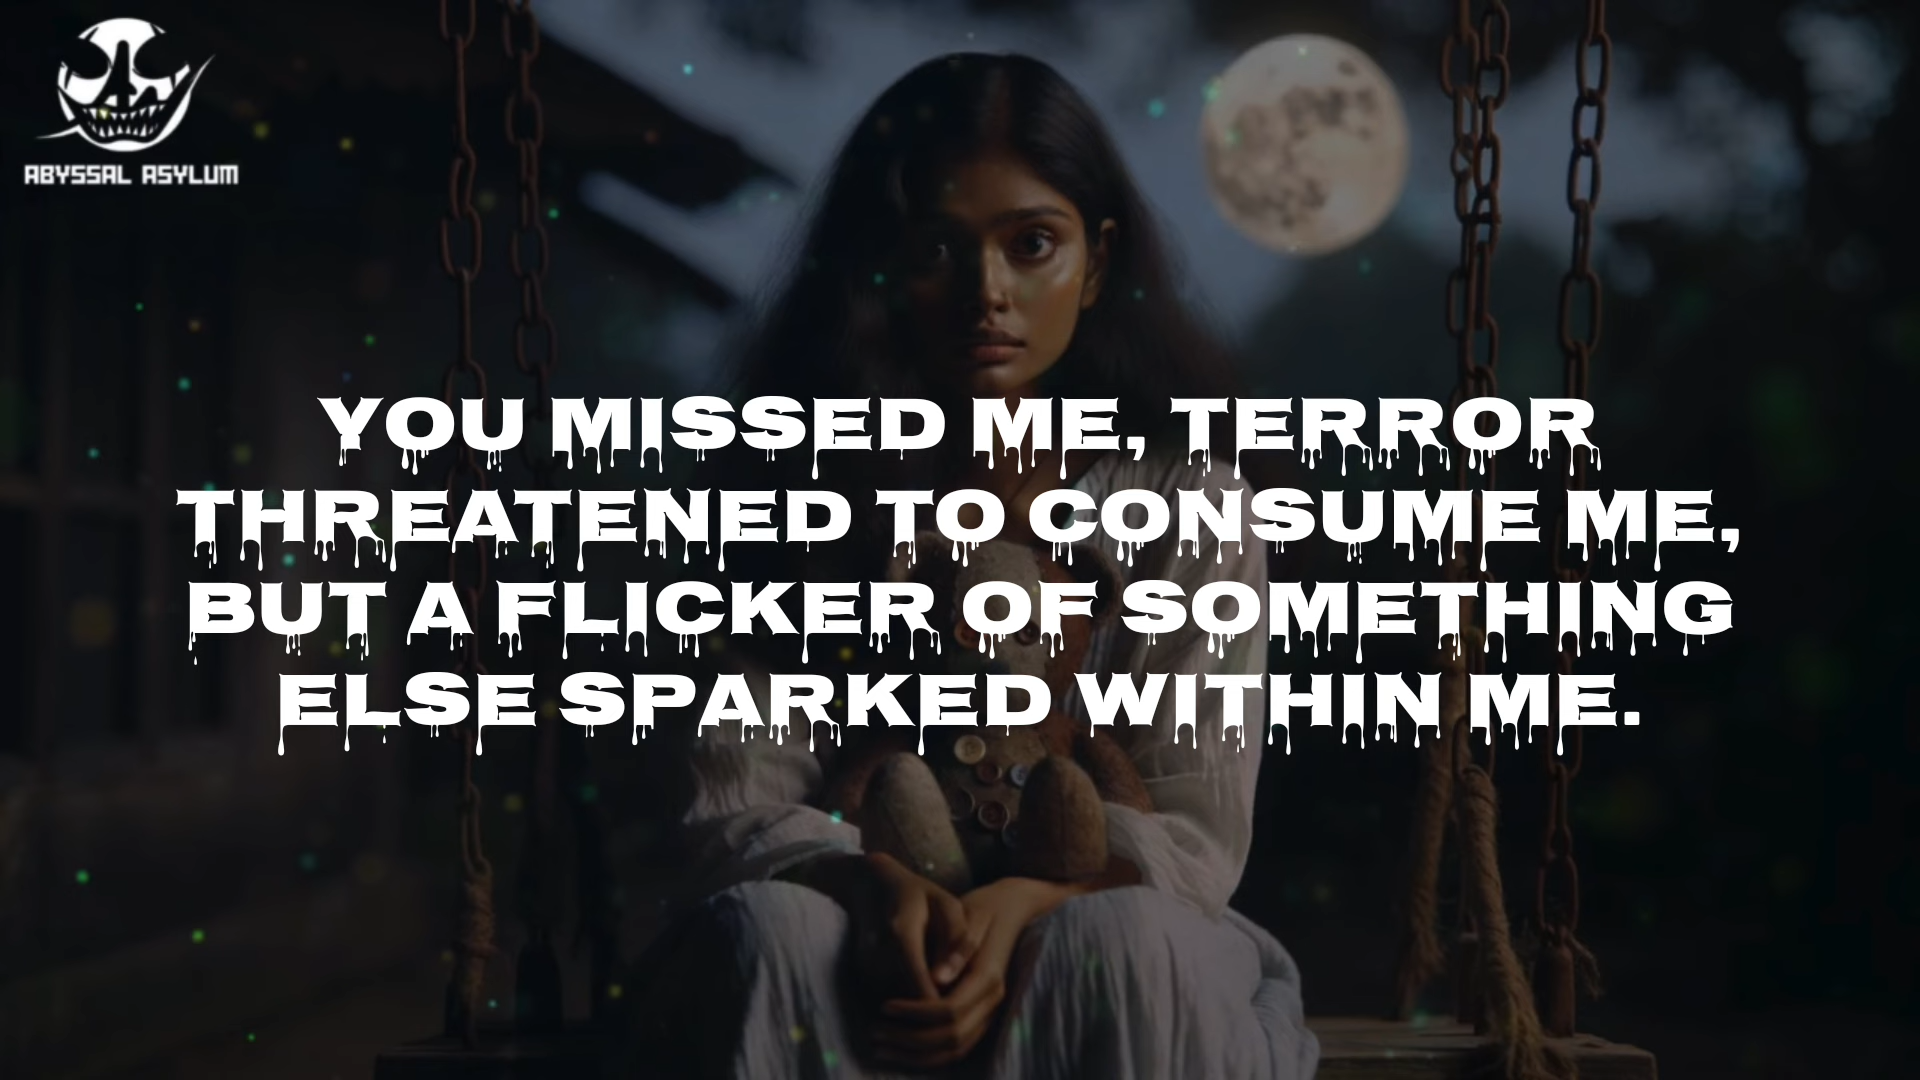 ABYSSAL ASYLUM
YOU MISSED ME, TERROR
THREATENED TO CONSUME ME,
BUT A FLICKER OF SOMETHING
ELSE SPARKED WITHIN ME.